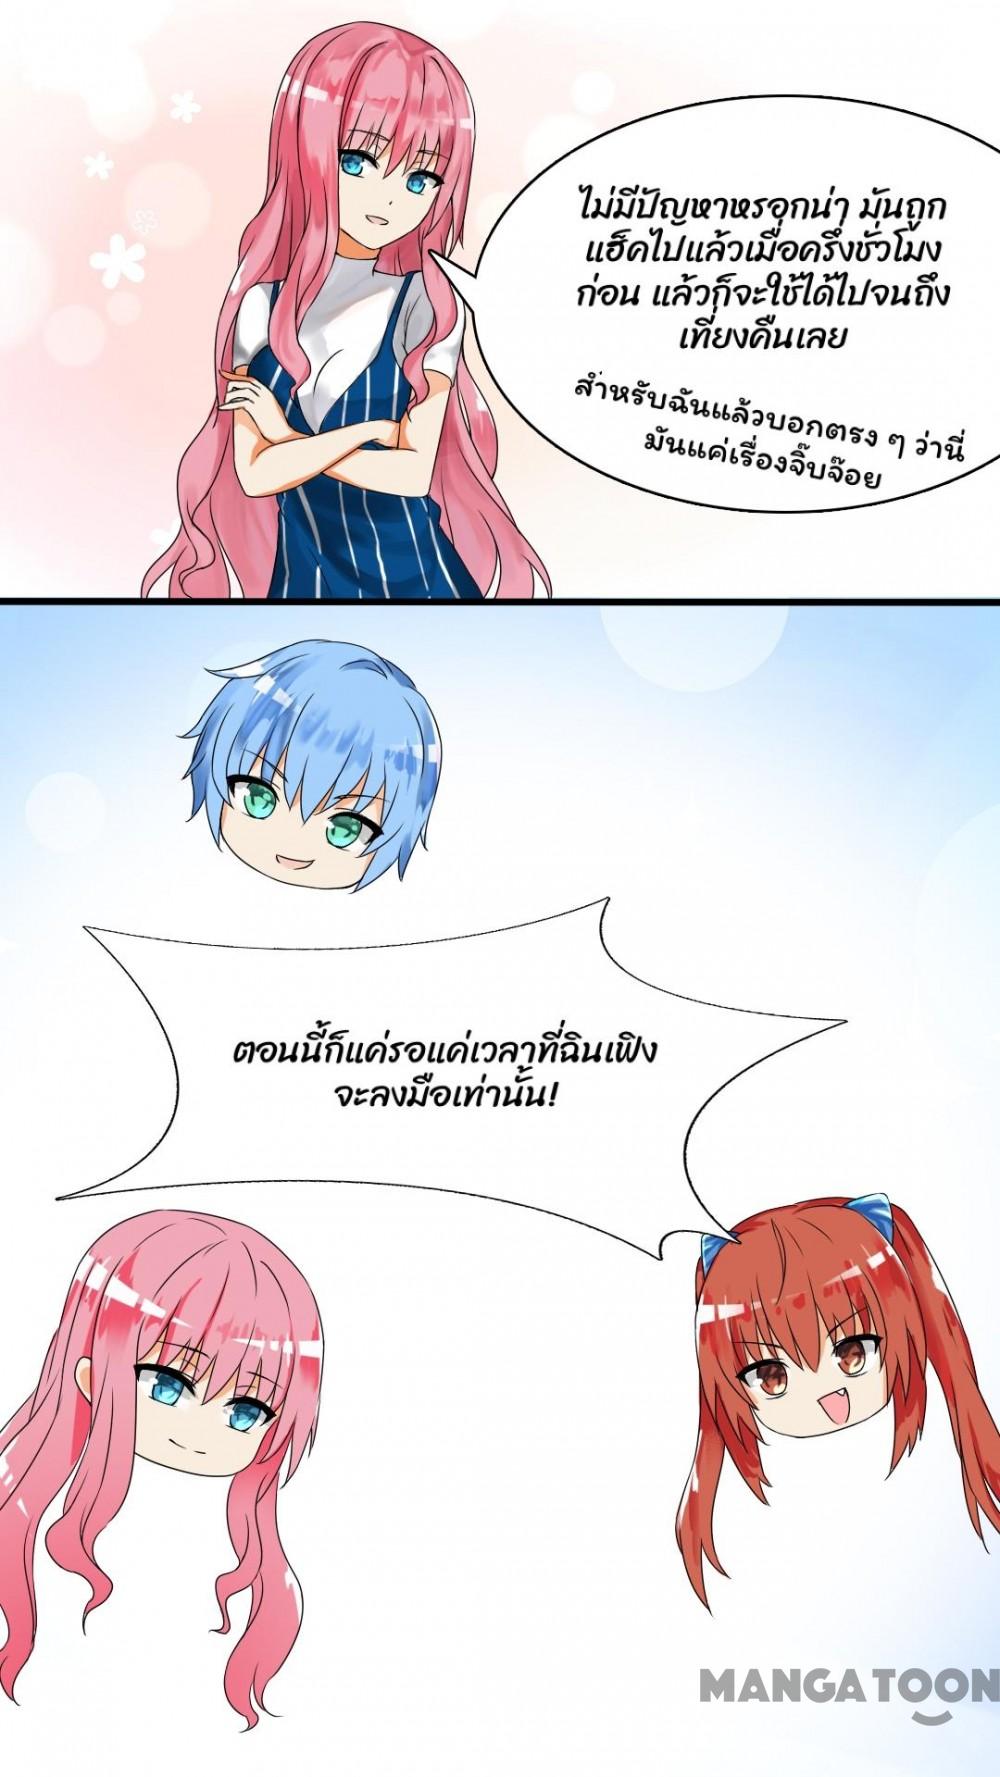 ไม่มีปัญหาหรอกน่า มันถูก
แฮ็คไปแล้วเมื่อครึ่งชั่วโมง
ก่อน แล้วก็จะใช้ได้ไปจนถึง
เที่ยงคืนเลย
สำหรับฉันแล้วบอกตรง ๆ ว่านี่
มันแค่เรื่องจิ๊บจ๊อย
ตอนนี้ก็แค่รอแค่เวลาที่ฉินเฟิง
จะลงมือเท่านั้น!
MANGATOON